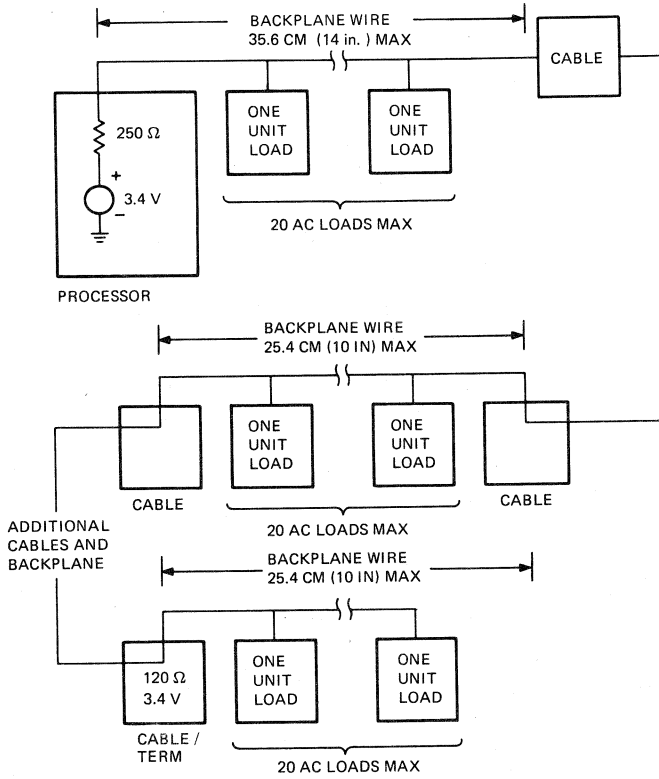 BACKPLANE WIRE
35.6 CM (14 in.) MAX
CABLE
ONE
UNIT
LOAD
ONE
UNIT
LOAD
250 Ω
+
3.4 V
−
20 AC LOADS MAX
PROCESSOR
BACKPLANE WIRE
25.4 CM (10 IN) MAX
ONE
UNIT
LOAD
ONE
UNIT
LOAD
CABLE
CABLE
20 AC LOADS MAX
ADDITIONAL
CABLES AND
BACKPLANE
BACKPLANE WIRE
25.4 CM (10 IN) MAX
120 Ω
3.4 V
ONE
UNIT
LOAD
ONE
UNIT
LOAD
CABLE /
TERM
20 AC LOADS MAX